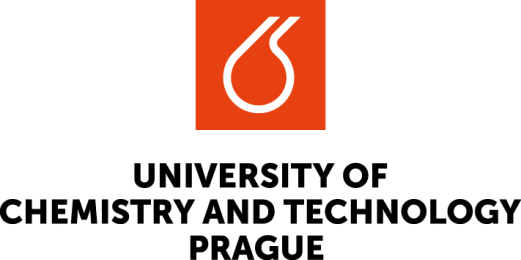 UNIVERSITY OF
CHEMISTRY AND TECHNOLOGY
PRAGUE